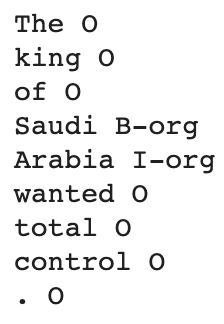 The O
king O
of O
Saudi B-org
Arabia I-org
wanted O
total O
control O
. O